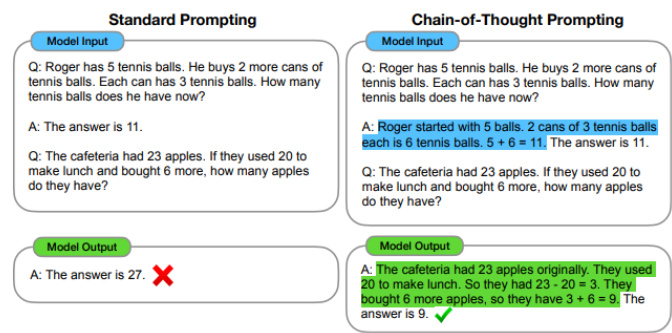 Standard Prompting
Model Input
Q: Roger has 5 tennis balls. He buys 2 more cans of
tennis balls. Each can has 3 tennis balls. How many
tennis balls does he have now?
A: The answer is 11.
Q: The cafeteria had 23 apples. If they used 20 to
make lunch and bought 6 more, how many apples
do they have?
Model Output
A: The answer is 27.
Chain-of-Thought Prompting
Model Input
Q: Roger has 5 tennis balls. He buys 2 more cans of
tennis balls. Each can has 3 tennis balls. How many
tennis balls does he have now?
A: Roger started with 5 balls. 2 cans of 3 tennis balls
each is 6 tennis balls. 5 + 6 = 11. The answer is 11.
Q: The cafeteria had 23 apples. If they used 20 to
make lunch and bought 6 more, how many apples
do they have?
Model Output
A: The cafeteria had 23 apples originally. They used
20 to make lunch. So they had 23 - 20 = 3. They
bought 6 more apples, so they have 3 + 6 = 9. The
answer is 9.